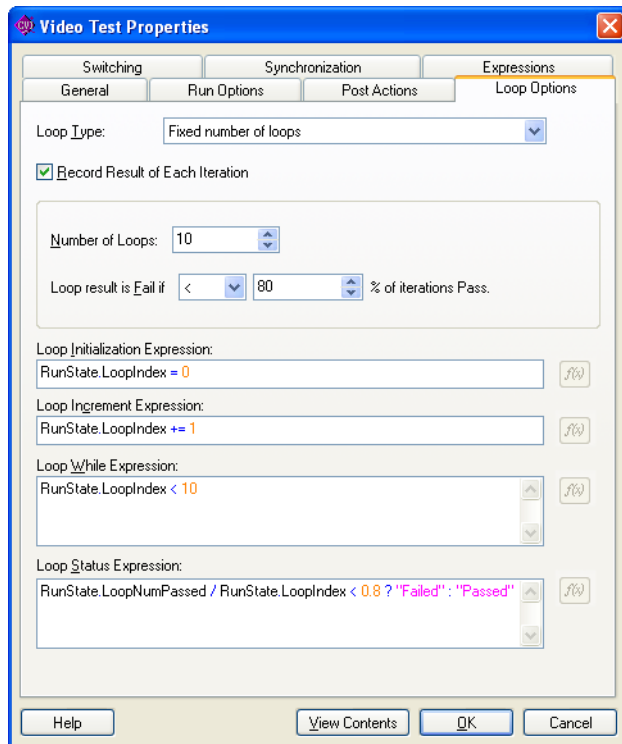 CVI Video Test Properties
Switching Synchronization Expressions
General Run Options Post Actions Loop Options
Loop Type: Fixed number of loops
Record Result of Each Iteration
Number of Loops: 10
Loop result is Fail if < 80 % of iterations Pass.
Loop Initialization Expression:
RunState.LoopIndex = 0
f(x)
Loop Increment Expression:
RunState.LoopIndex += 1
f(x)
Loop While Expression:
RunState.LoopIndex < 10
f(x)
Loop Status Expression:
RunState.LoopNumPassed / RunState.LoopIndex < 0.8 ? "Failed" : "Passed"
f(x)
Help View Contents OK Cancel